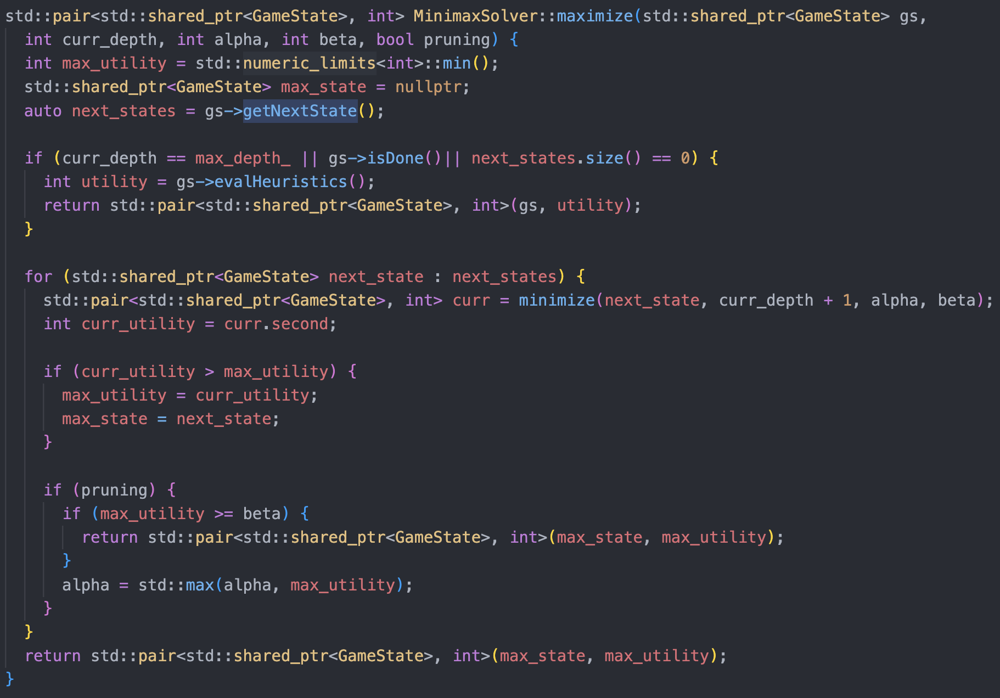 std::pair<std::shared_ptr<GameState>, int> MinimaxSolver::maximize(std::shared_ptr<GameState> gs,
  int curr_depth, int alpha, int beta, bool pruning) {
  int max_utility = std::numeric_limits<int>::min();
  std::shared_ptr<GameState> max_state = nullptr;
  auto next_states = gs->getNextState();

  if (curr_depth == max_depth_ || gs->isDone()|| next_states.size() == 0) {
    int utility = gs->evalHeuristics();
    return std::pair<std::shared_ptr<GameState>, int>(gs, utility);
  }

  for (std::shared_ptr<GameState> next_state : next_states) {
    std::pair<std::shared_ptr<GameState>, int> curr = minimize(next_state, curr_depth + 1, alpha, beta);
    int curr_utility = curr.second;

    if (curr_utility > max_utility) {
      max_utility = curr_utility;
      max_state = next_state;
    }

    if (pruning) {
      if (max_utility >= beta) {
        return std::pair<std::shared_ptr<GameState>, int>(max_state, max_utility);
      }
      alpha = std::max(alpha, max_utility);
    }
  }
  return std::pair<std::shared_ptr<GameState>, int>(max_state, max_utility);
}